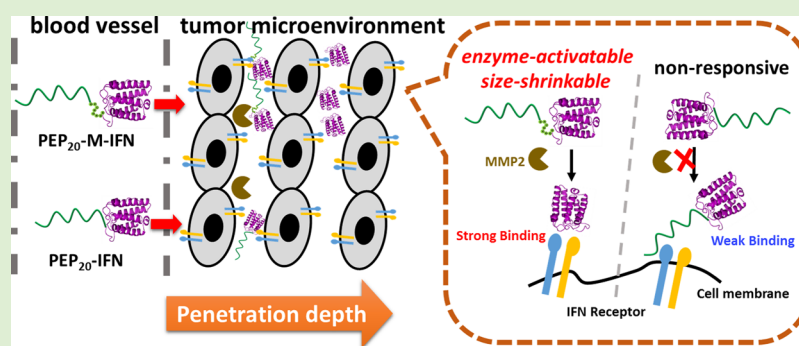 blood vessel
tumor microenvironment
PEP20-M-IFN
PEP20-IFN
Penetration depth
enzyme-activatable
size-shrinkable
non-responsive
MMP2
Strong Binding
Weak Binding
Cell membrane
IFN Receptor